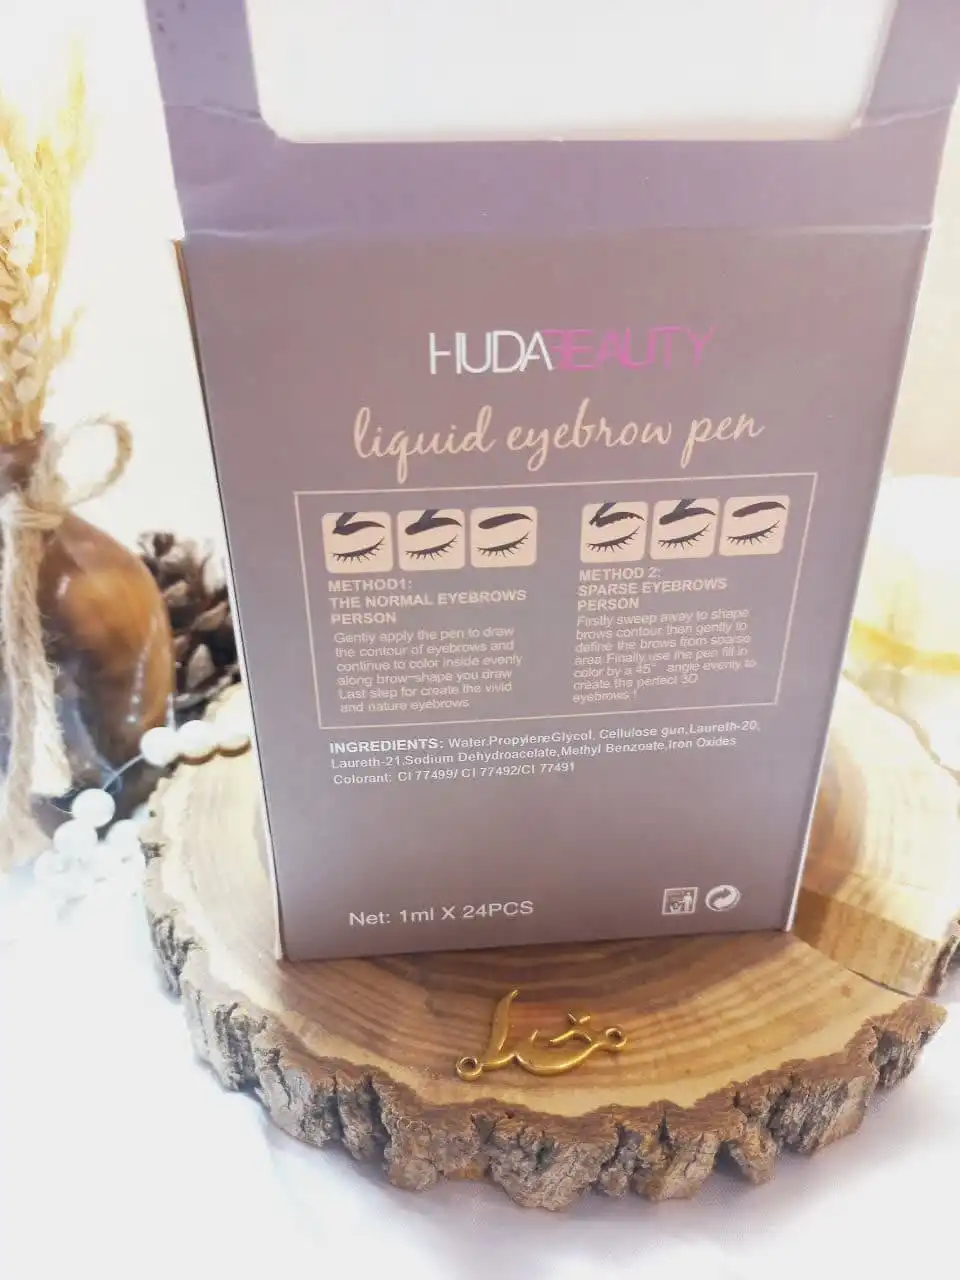 HUDABEAUTY
liquid eyebrow pen
METHOD1:
THE NORMAL EYEBROWS
PERSON
Gently apply the pen to draw
the contour of eyebrows and
continue to color inside evenly
along brow-shape you draw
Last step for create the vivid
and nature eyebrows
METHOD 2:
SPARSE EYEBROWS
PERSON
Firstly sweep away to shape
brows contour then gently to
define the brows from sparse
area.Finally use the pen fill in
color by a 45° angle evenly to
create the perfect 3D
eyebrows !
INGREDIENTS: Water,PropyleneGlycol, Cellulose gun,Laureth-20,
Laureth-21,Sodium Dehydroacelate,Methyl Benzoate,Iron Oxides
Colorant: CI 77499/ CI 77492/CI 77491
Net: 1ml X 24PCS
خدا